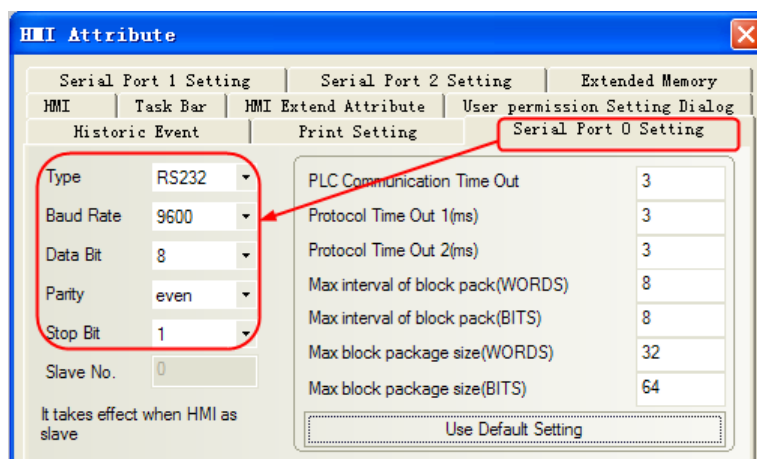 HMI Attribute
Serial Port 1 Setting Serial Port 2 Setting Extended Memory
HMI Task Bar HMI Extend Attribute User permission Setting Dialog
Historic Event Print Setting Serial Port 0 Setting
Type RS232
Baud Rate 9600
Data Bit 8
Parity even
Stop Bit 1
Slave No. 0
It takes effect when HMI as
slave
PLC Communication Time Out 3
Protocol Time Out 1(ms) 3
Protocol Time Out 2(ms) 3
Max interval of block pack(WORDS) 8
Max interval of block pack(BITS) 8
Max block package size(WORDS) 32
Max block package size(BITS) 64
Use Default Setting